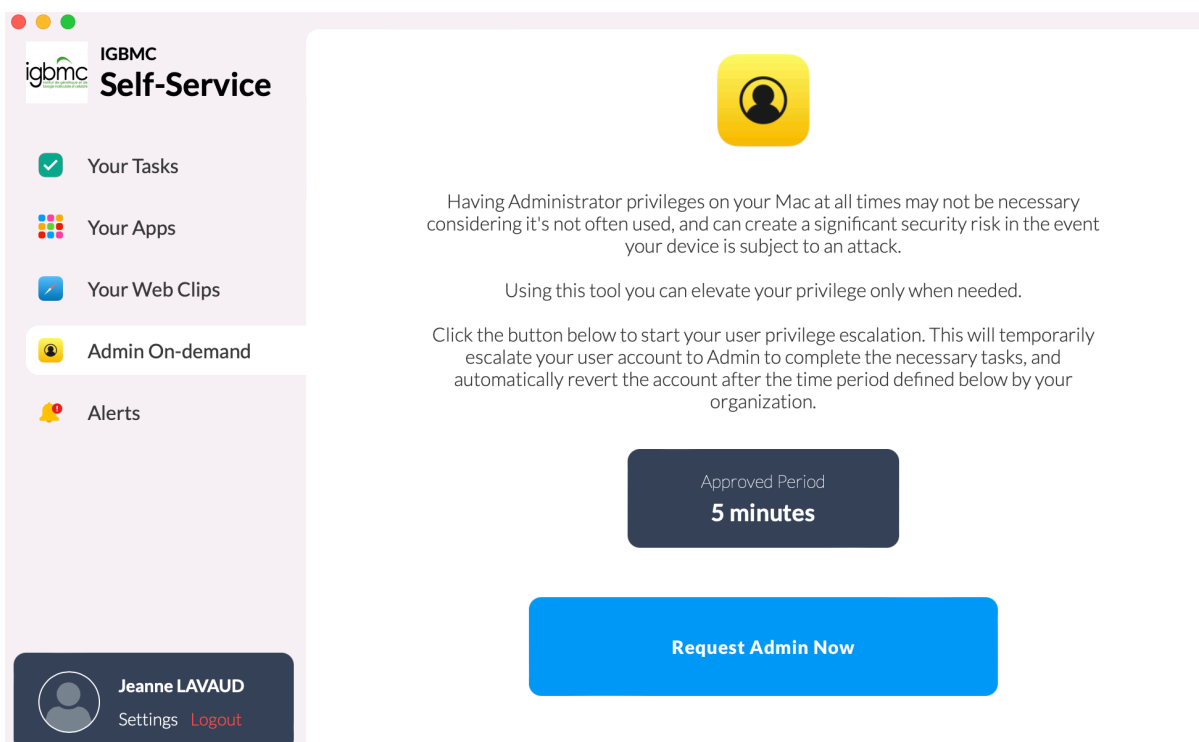 igbmc
IGBMC
Self-Service
Your Tasks
Your Apps
Your Web Clips
Admin On-demand
Alerts
Jeanne LAVAUD
Settings Logout
Having Administrator privileges on your Mac at all times may not be necessary
considering it's not often used, and can create a significant security risk in the event
your device is subject to an attack.
Using this tool you can elevate your privilege only when needed.
Click the button below to start your user privilege escalation. This will temporarily
escalate your user account to Admin to complete the necessary tasks, and
automatically revert the account after the time period defined below by your
organization.
Approved Period
5 minutes
Request Admin Now